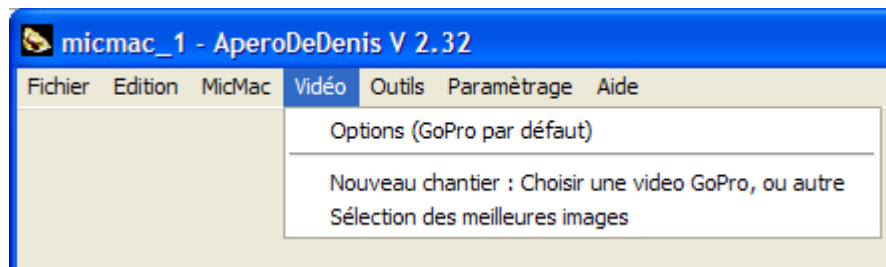 micmac_1 - AperoDeDenis V 2.32
Fichier Edition MicMac Vidéo Outils Paramètrage Aide
Options (GoPro par défaut)
Nouveau chantier : Choisir une video GoPro, ou autre
Sélection des meilleures images